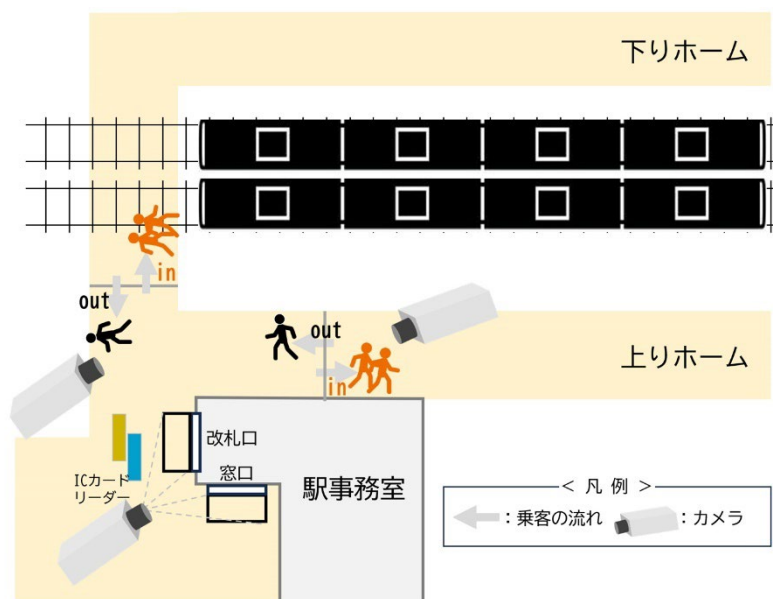 下りホーム
in
out
out
in
上りホーム
改札口
窓口
ICカード
リーダー
駅事務室
< 凡 例 >
：乗客の流れ
：カメラ